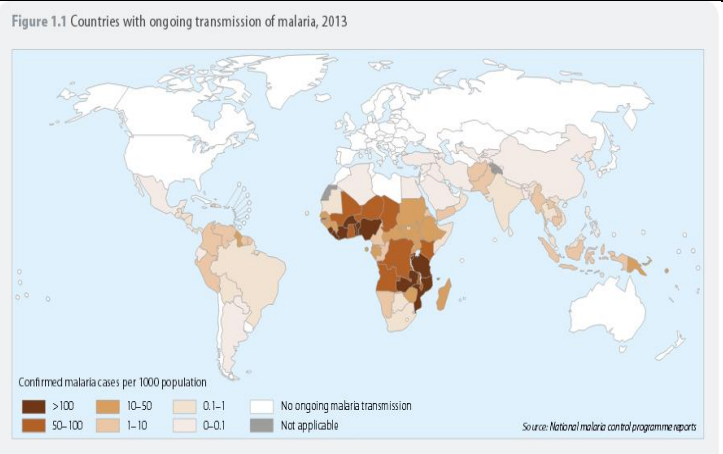 Figure 1.1 Countries with ongoing transmission of malaria, 2013
Confirmed malaria cases per 1000 population
>100 10–50 0.1–1 No ongoing malaria transmission
50–100 1–10 0–0.1 Not applicable
Source: National malaria control programme reports